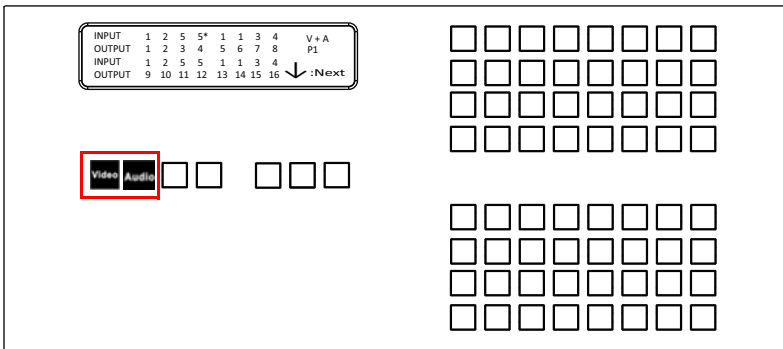 INPUT 1 2 5 5* 1 1 3 4 V + A
OUTPUT 1 2 3 4 5 6 7 8 P1
INPUT 1 2 5 5 1 1 3 4
OUTPUT 9 10 11 12 13 14 15 16 ↓ :Next
Video Audio